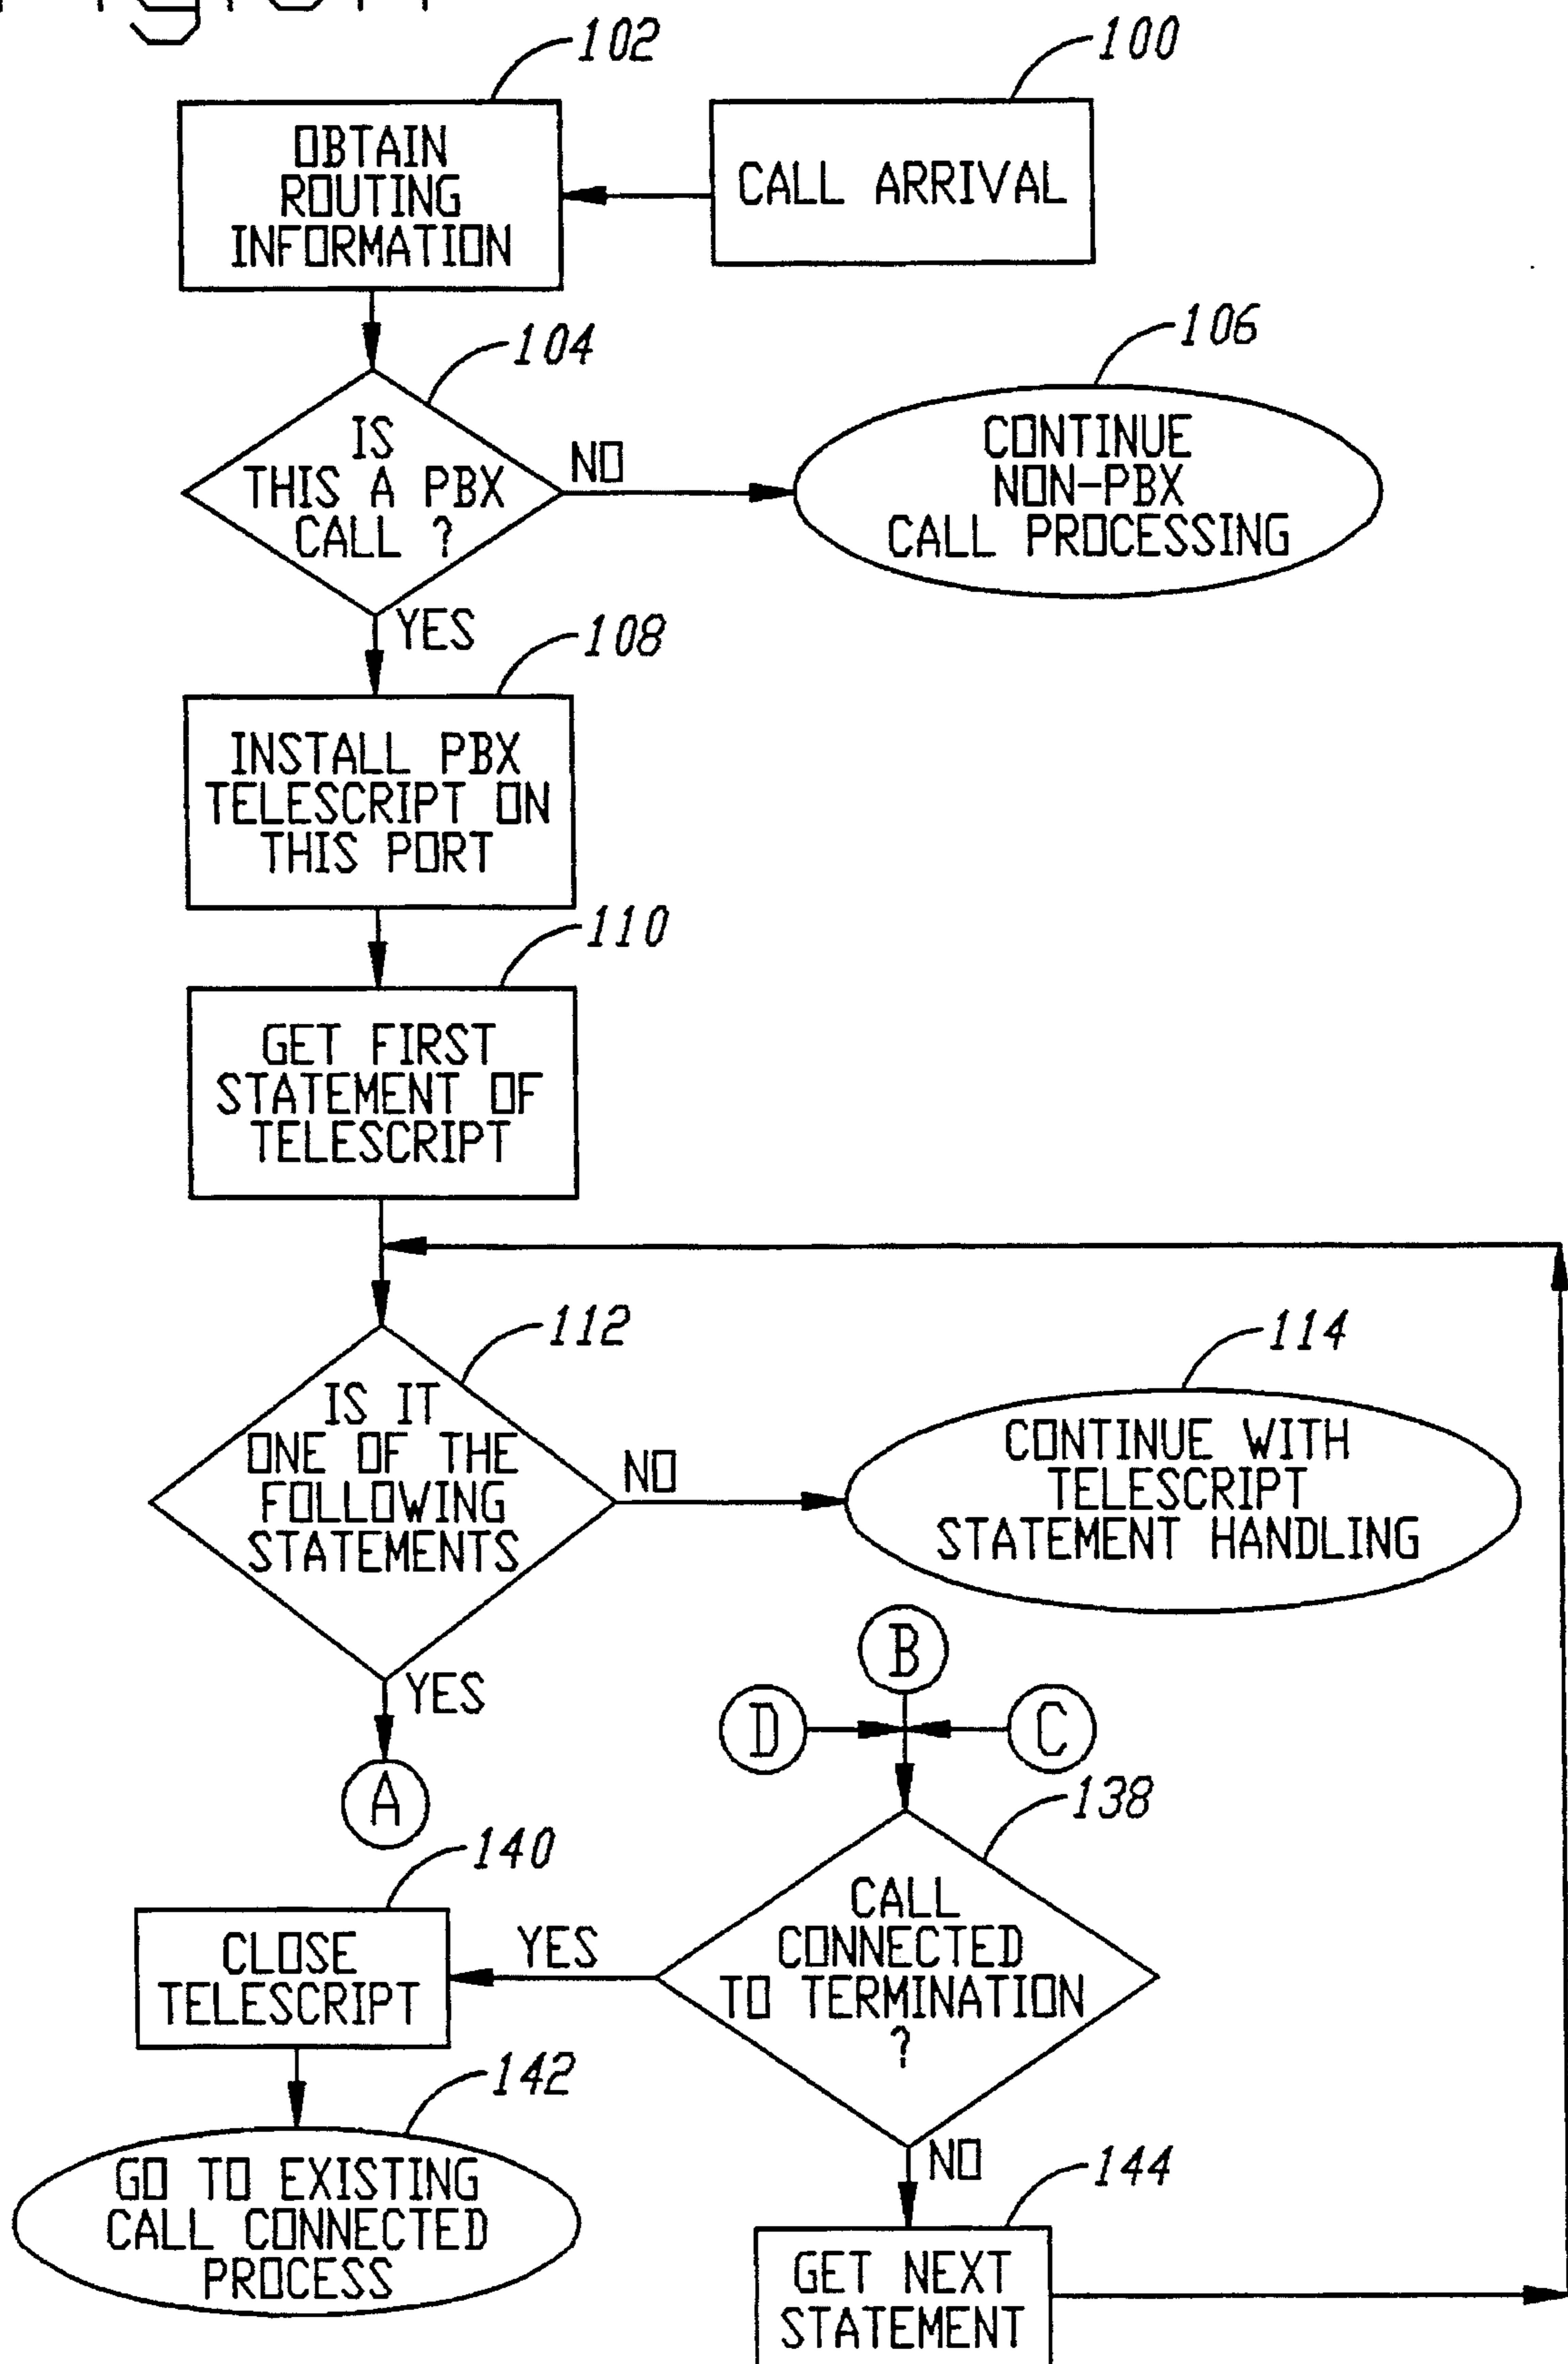 102
100
OBTAIN
ROUTING
INFORMATION
CALL ARRIVAL
104
106
IS
THIS A PBX
CALL ?
NO
CONTINUE
NON-PBX
CALL PROCESSING
YES
108
INSTALL PBX
TELESCRIPT ON
THIS PORT
110
GET FIRST
STATEMENT OF
TELESCRIPT
112
114
IS IT
ONE OF THE
FOLLOWING
STATEMENTS
NO
CONTINUE WITH
TELESCRIPT
STATEMENT HANDLING
YES
A
B
D
C
138
140
CALL
CONNECTED
TO TERMINATION
?
YES
CLOSE
TELESCRIPT
142
GO TO EXISTING
CALL CONNECTED
PROCESS
NO
144
GET NEXT
STATEMENT